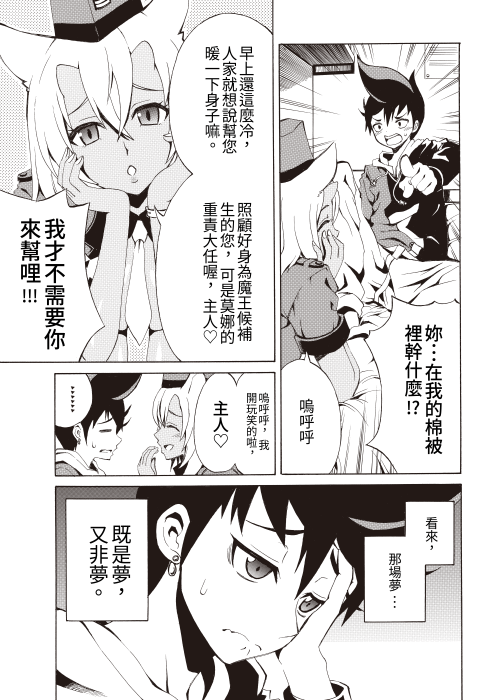 妳…在我的棉被
裡幹什麼!?
嗚呼呼
早上還這麼冷，
人家就想說幫您
暖一下身子嘛。
照顧好身為魔王候補
生的您，可是莫娜的
重責大任喔，主人♡
我才不需要你
來幫哩!!!
嗚呼呼，我
開玩笑的啦，
主人♡
看來，
那場夢…
既是夢，
又非夢。